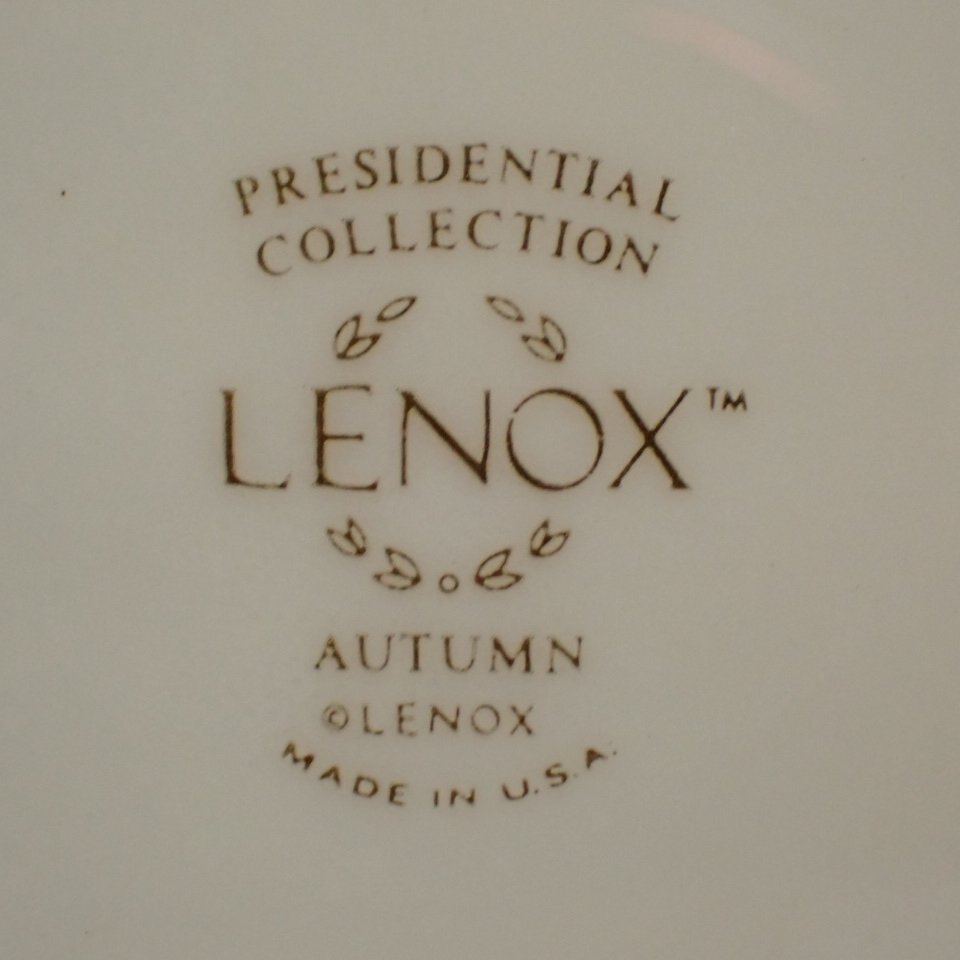 PRESIDENTIAL
COLLECTION
LENOX™
AUTUMN
©LENOX
MADE IN U.S.A.